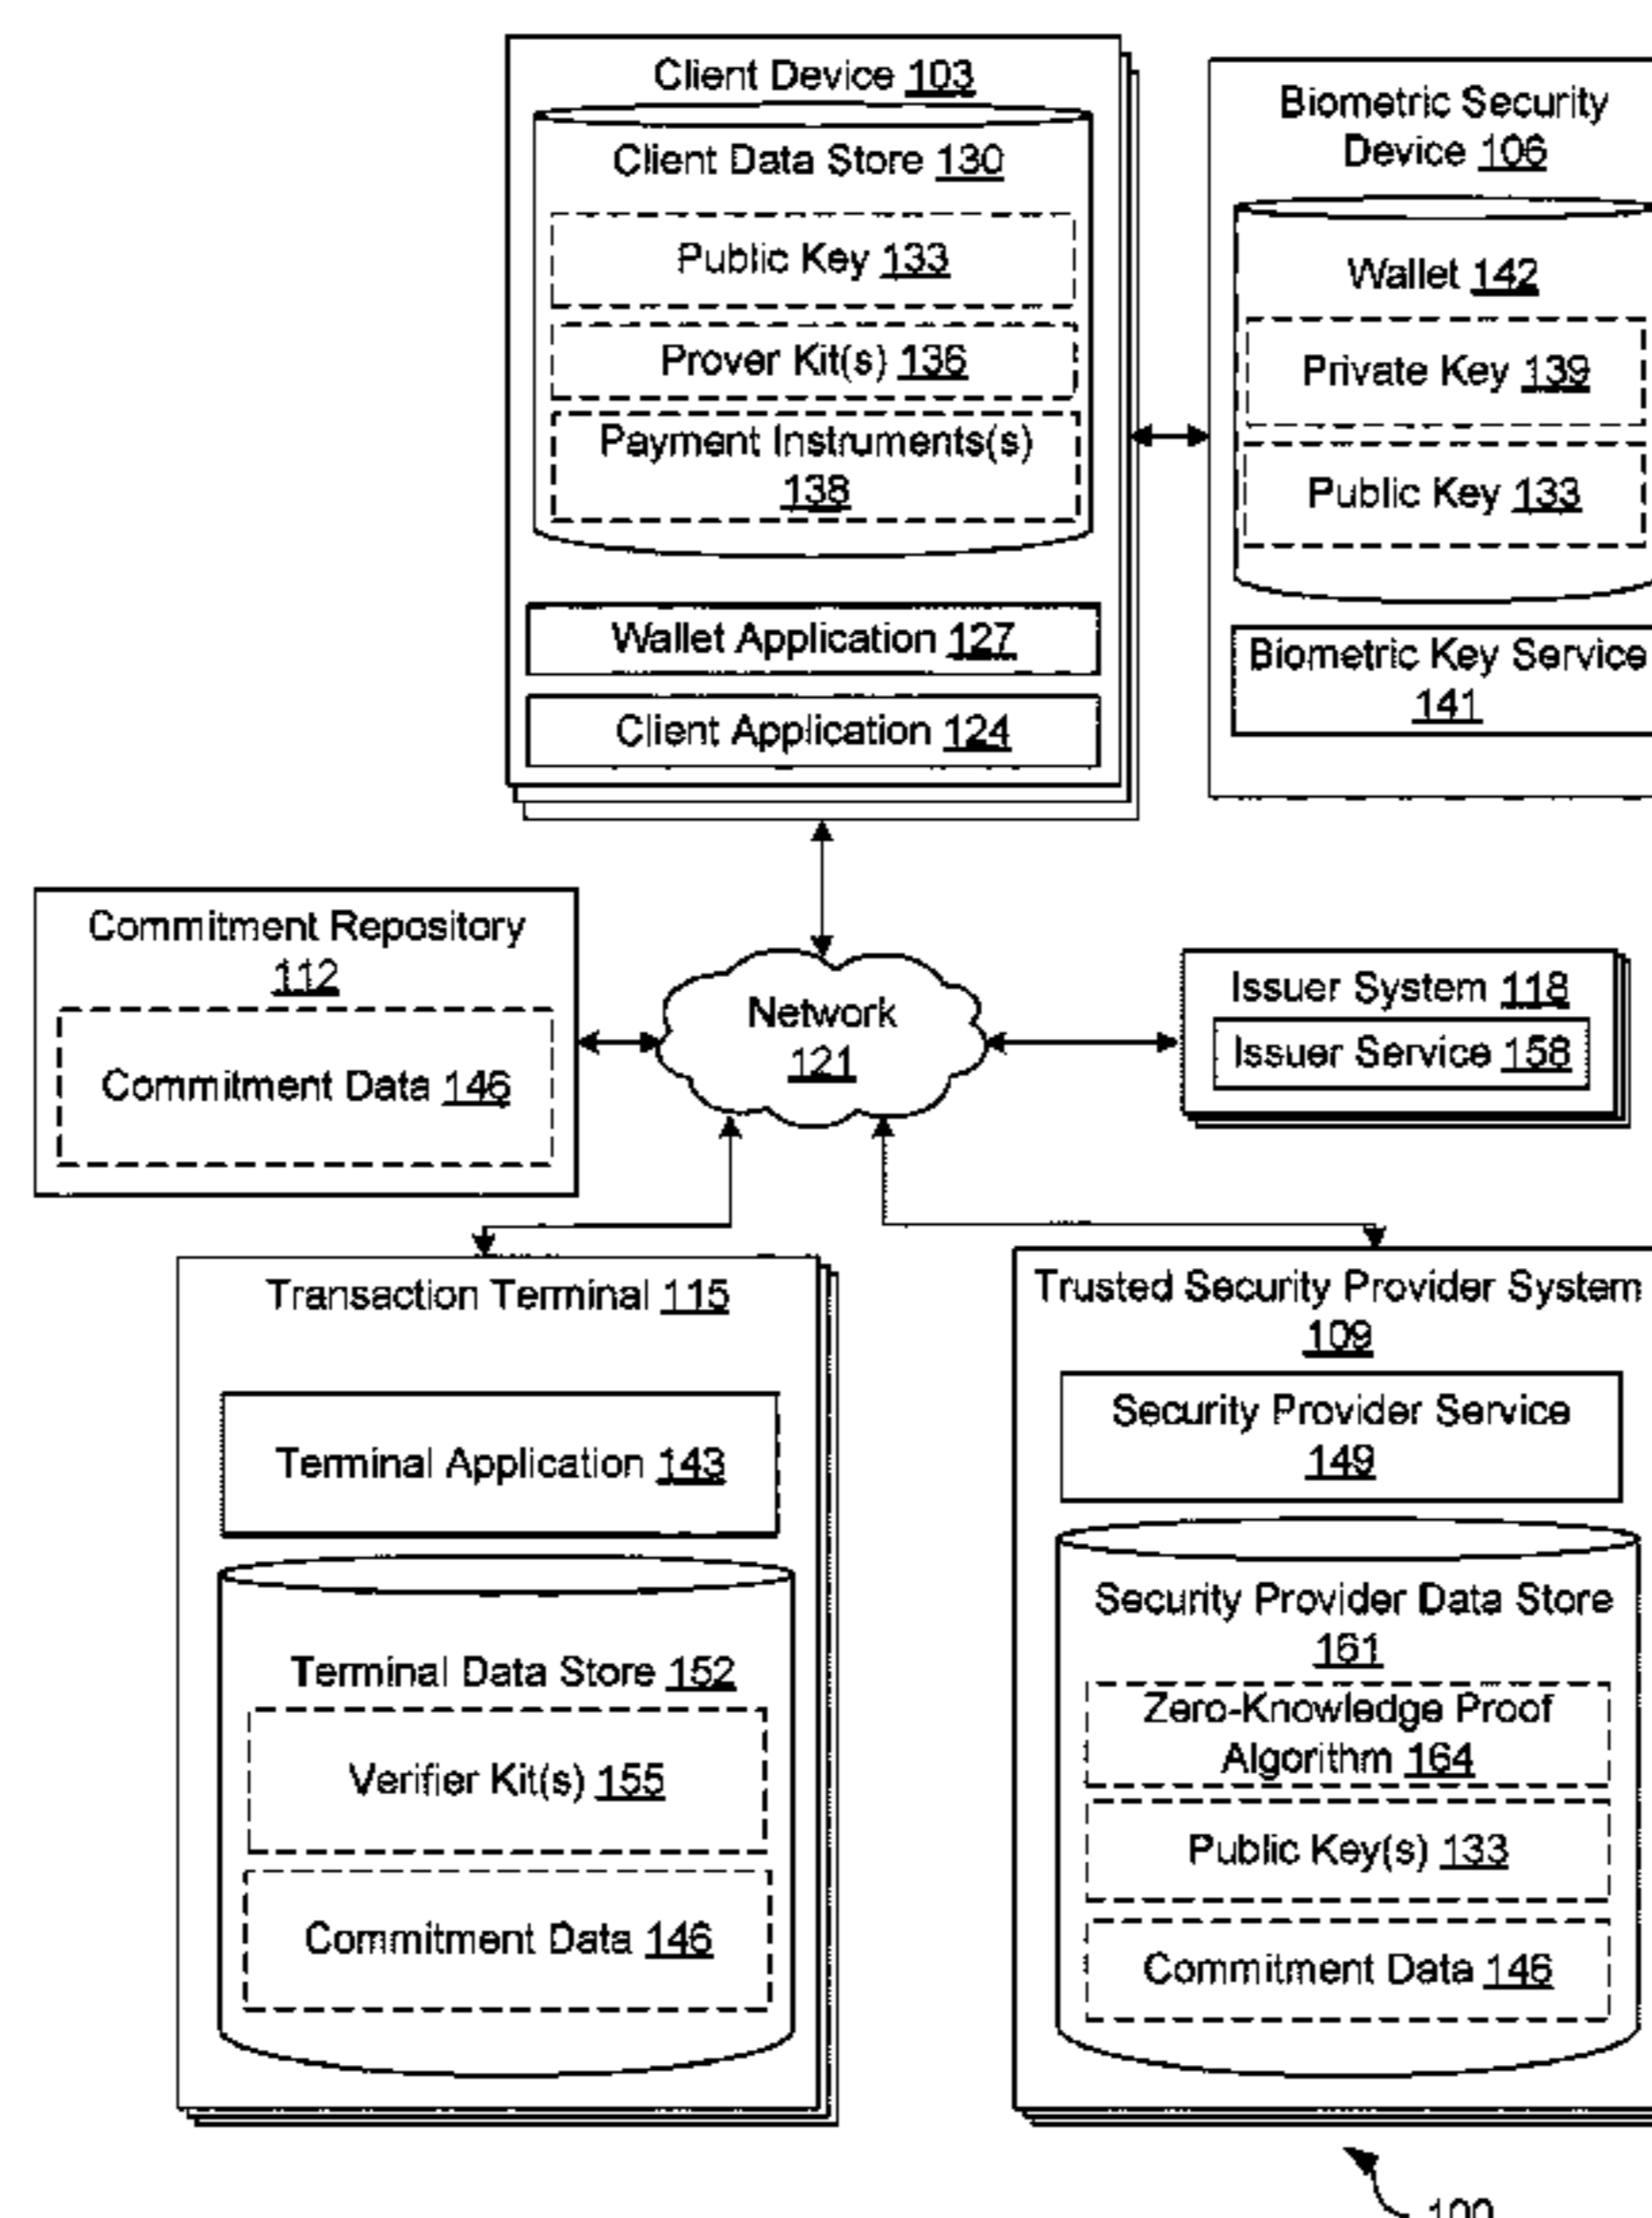 Client Device 103
Client Data Store 130
Public Key 133
Prover Kit(s) 136
Payment Instruments(s)
138
Wallet Application 127
Client Application 124
Biometric Security
Device 106
Wallet 142
Private Key 139
Public Key 133
Biometric Key Service
141
Commitment Repository
112
Commitment Data 146
Network
121
Issuer System 118
Issuer Service 158
Transaction Terminal 115
Terminal Application 143
Terminal Data Store 152
Verifier Kit(s) 155
Commitment Data 146
Trusted Security Provider System
109
Security Provider Service
149
Security Provider Data Store
161
Zero-Knowledge Proof
Algorithm 164
Public Key(s) 133
Commitment Data 146
100